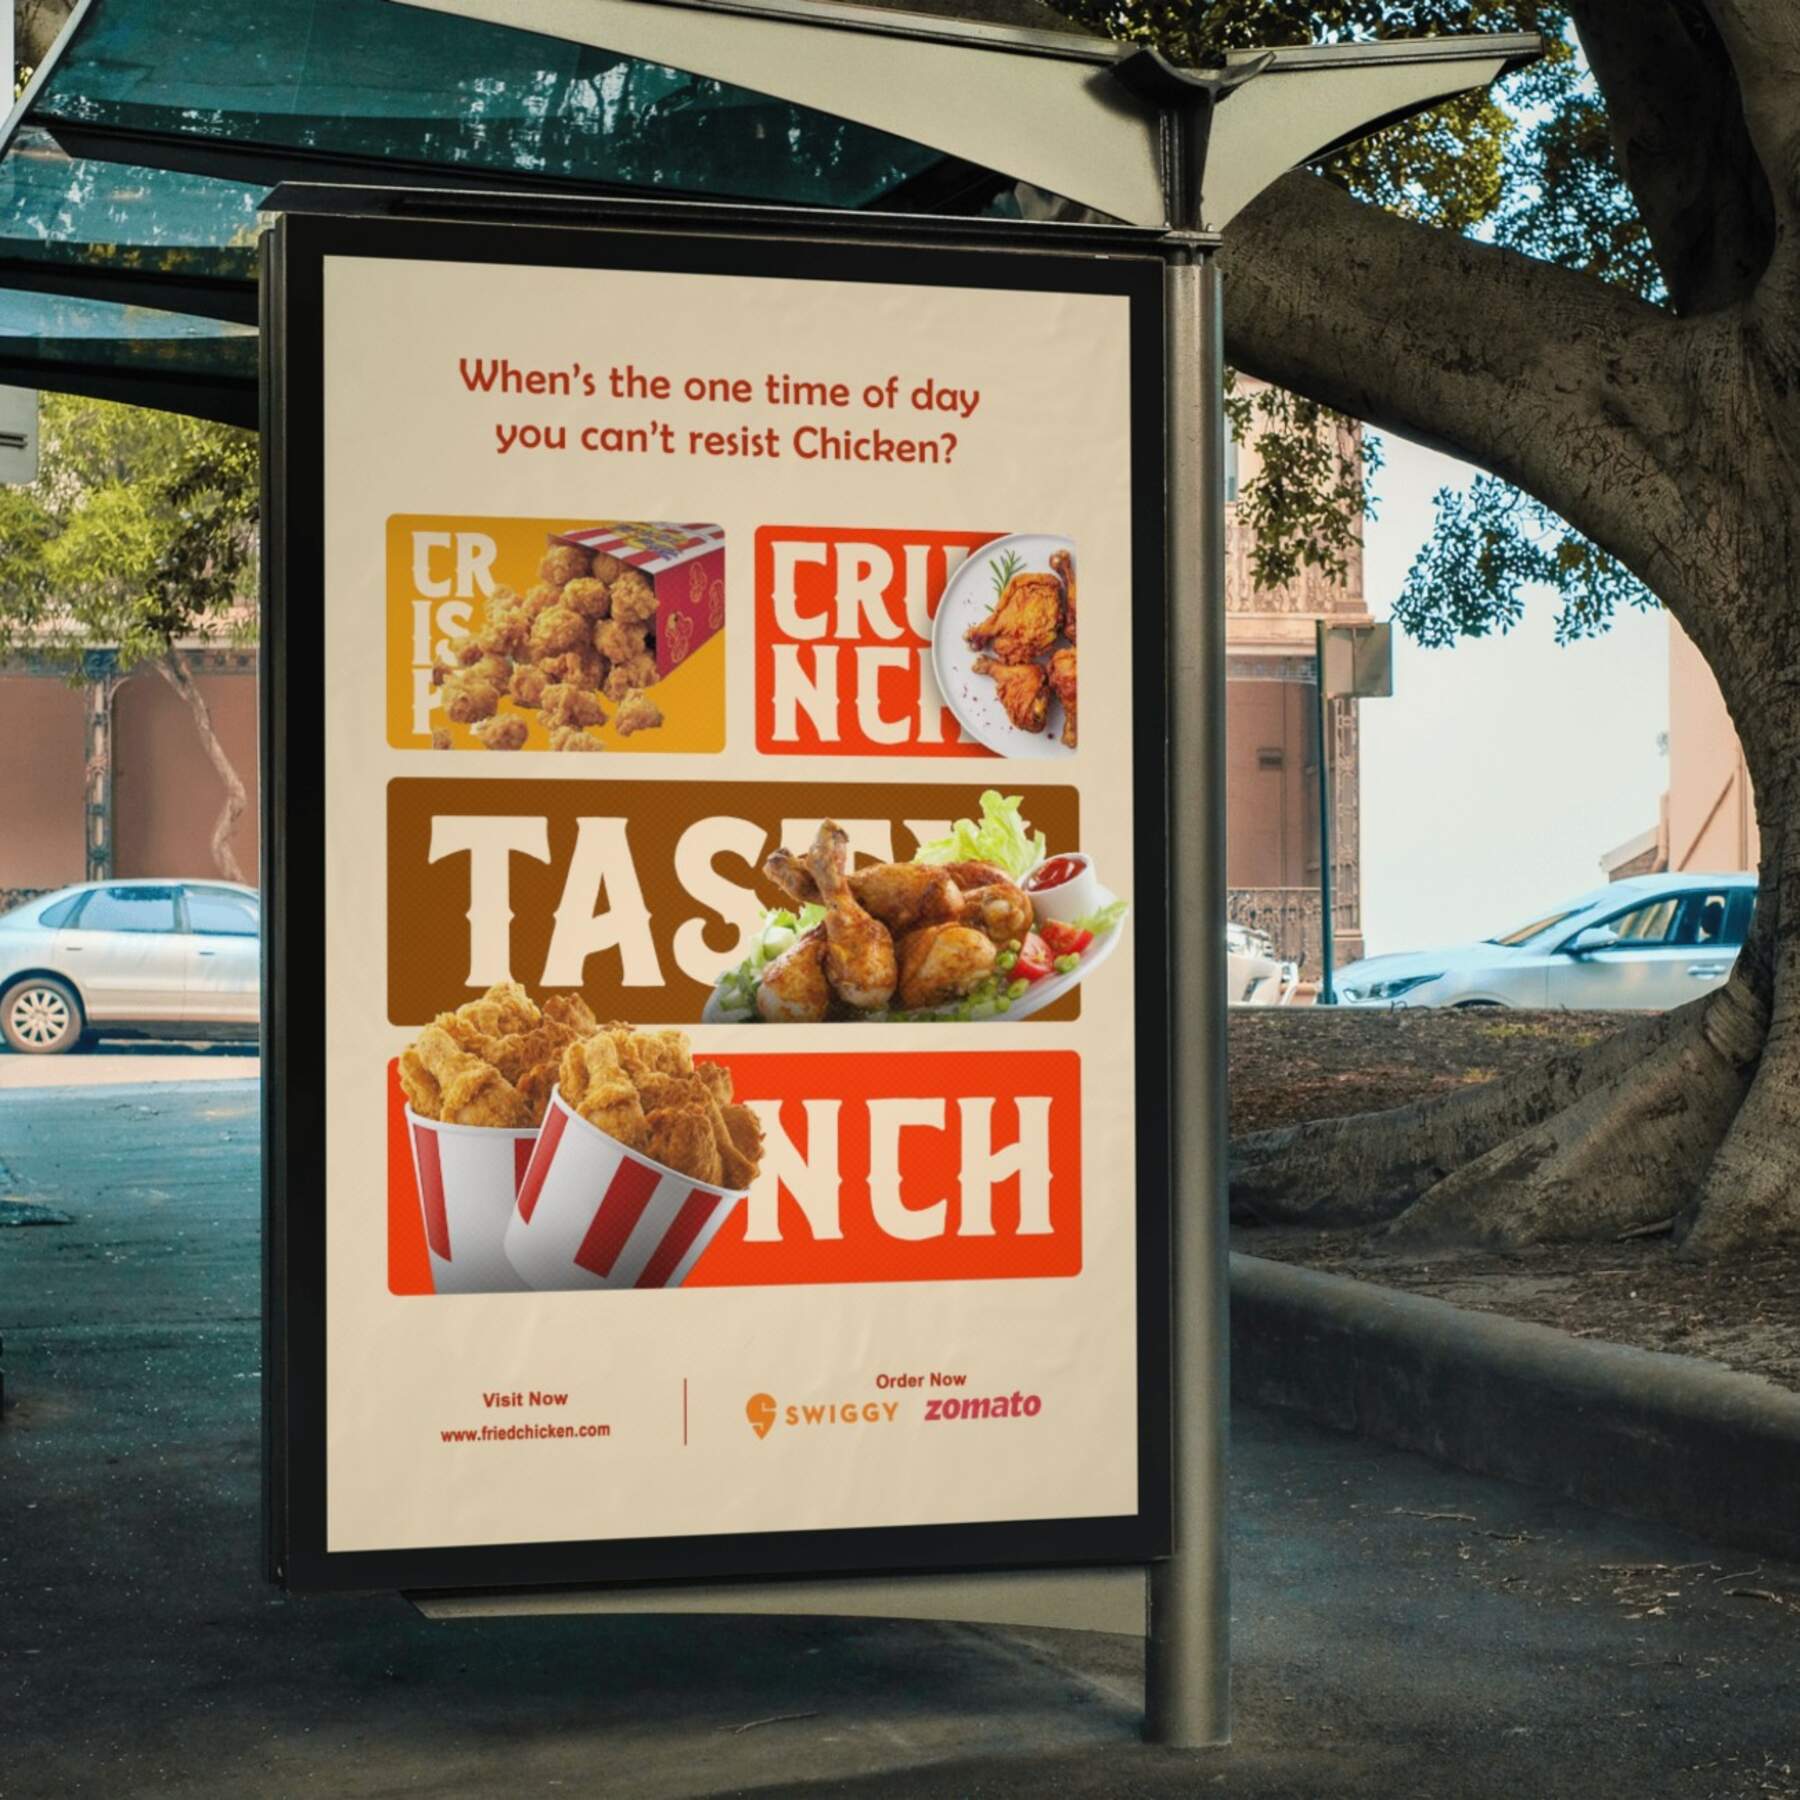 When's the one time of day
you can't resist Chicken?
CR
IS
CRU
NCH
TASTY
NCH
Visit Now
www.friedchicken.com
Order Now
SWIGGY zomato